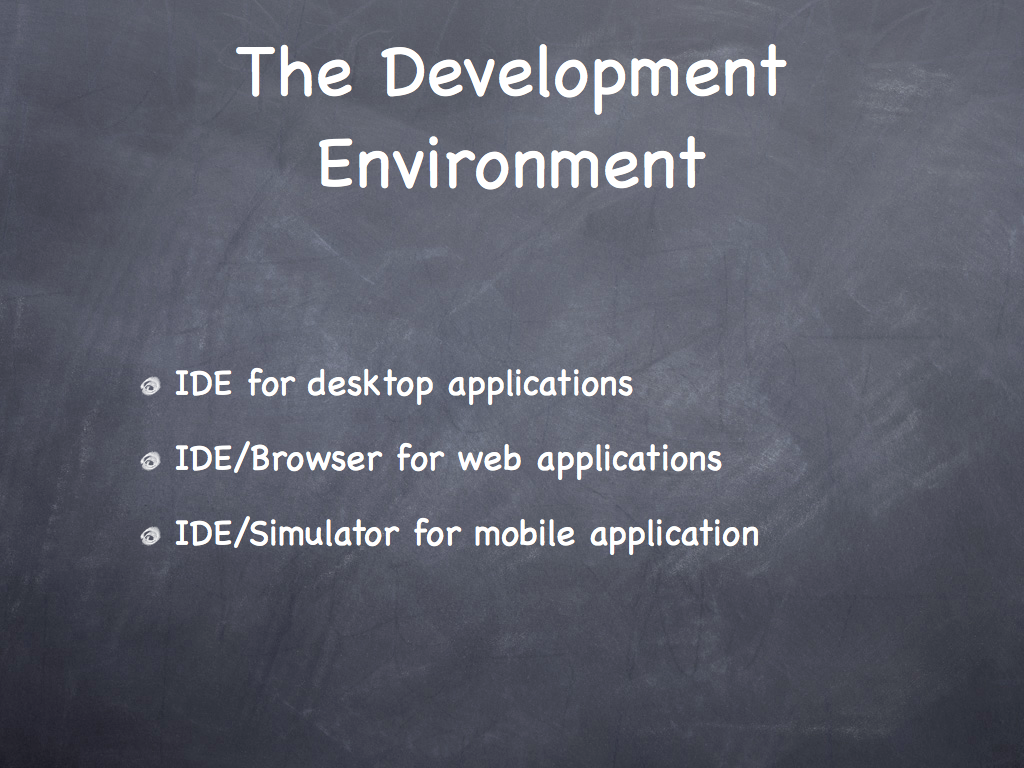 The Development
Environment
IDE for desktop applications
IDE/Browser for web applications
IDE/Simulator for mobile application